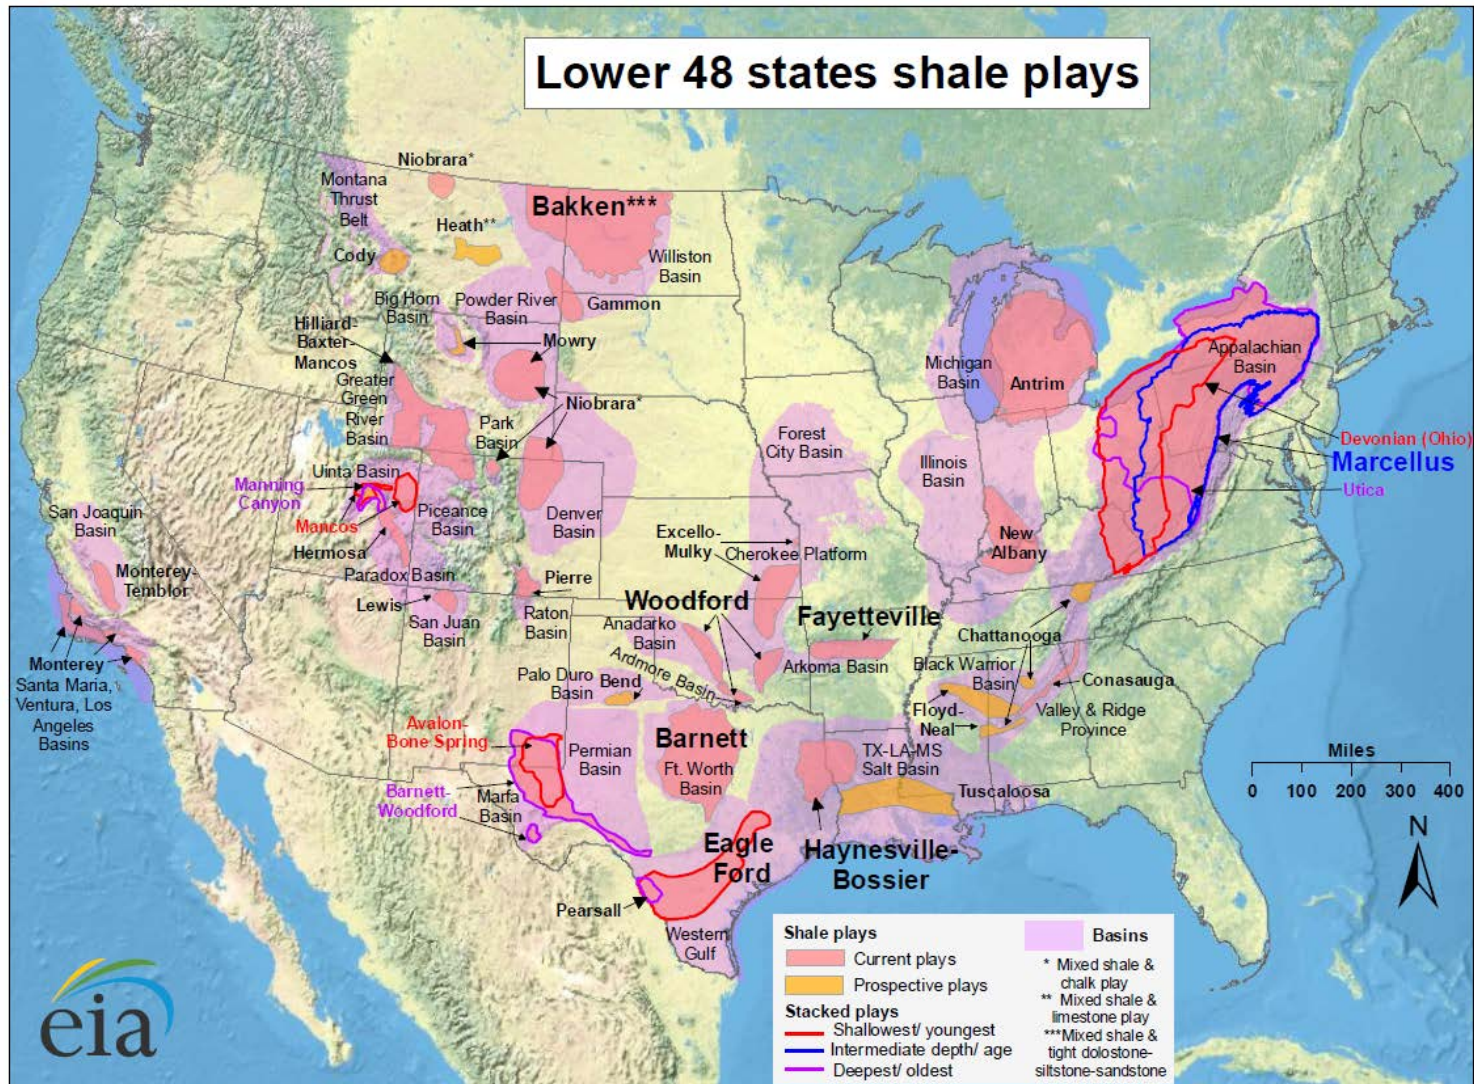 Lower 48 states shale plays
Niobrara*
Montana
Thrust
Belt
Bakken***
Heath**
Cody
Williston
Basin
Big Horn
Basin
Powder River
Basin
Gammon
Hilliard-
Baxter-
Mancos
Mowry
Greater
Green
River
Basin
Niobrara*
Park
Basin
Michigan
Basin
Antrim
Appalachian
Basin
Forest
City Basin
Illinois
Basin
Devonian (Ohio)
Marcellus
Utica
Uinta Basin
Manning
Canyon
Mancos
Piceance
Basin
Denver
Basin
San Joaquin
Basin
Hermosa
Excello-
Mulky
Cherokee Platform
New
Albany
Monterey-
Temblor
Paradox Basin
Pierre
Lewis
San Juan
Basin
Raton
Basin
Woodford
Anadarko
Basin
Fayetteville
Chattanooga
Arkoma Basin
Black Warrior
Basin
Ardmore Basin
Conasauga
Monterey
Santa Maria,
Ventura, Los
Angeles
Basins
Palo Duro
Basin
Bend
Floyd-
Neal
Valley & Ridge
Province
Avalon-
Bone Spring
Permian
Basin
Barnett
Ft. Worth
Basin
TX-LA-MS
Salt Basin
Tuscaloosa
Barnett-
Woodford
Marfa
Basin
Eagle
Ford
Haynesville-
Bossier
Pearsall
Western
Gulf
Miles
0 100 200 300 400
N
Shale plays
Current plays
Prospective plays
Stacked plays
Shallowest/ youngest
Intermediate depth/ age
Deepest/ oldest
Basins
* Mixed shale &
chalk play
** Mixed shale &
limestone play
***Mixed shale &
tight dolostone-
siltstone-sandstone
eia